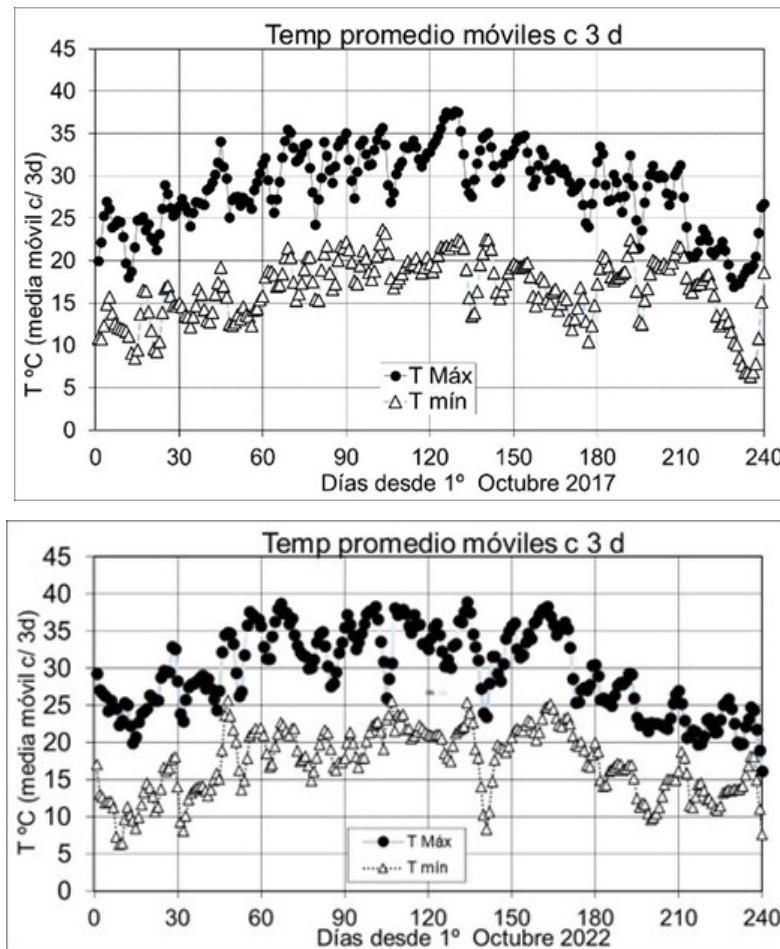 Temp promedio móviles c 3 d
T ºC (media móvil c/ 3d)
45
40
35
30
25
20
15
10
5
0
T Máx
T mín
0 30 60 90 120 150 180 210 240
Días desde 1º Octubre 2017
Temp promedio móviles c 3 d
T ºC (media móvil c/ 3d)
45
40
35
30
25
20
15
10
5
0
T Máx
T mín
0 30 60 90 120 150 180 210 240
Días desde 1º Octubre 2022